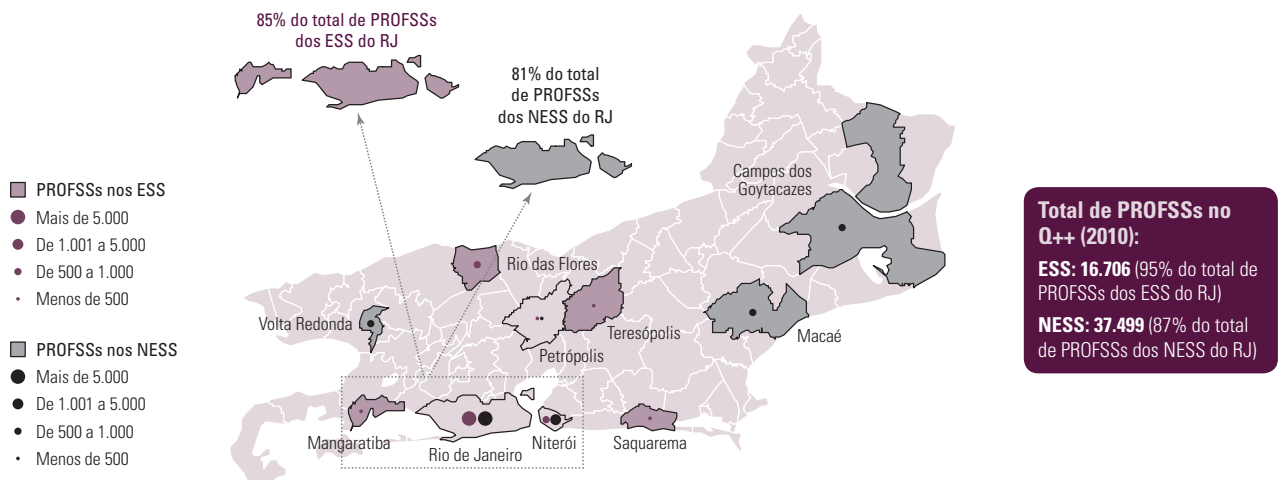 85% do total de PROFSSs
dos ESS do RJ
81% do total
de PROFSSs
dos NESS do RJ
PROFSSs nos ESS
Mais de 5.000
De 1.001 a 5.000
De 500 a 1.000
Menos de 500
PROFSSs nos NESS
Mais de 5.000
De 1.001 a 5.000
De 500 a 1.000
Menos de 500
Campos dos
Goytacazes
Rio das Flores
Volta Redonda
Teresópolis
Petrópolis
Macaé
Mangaratiba
Rio de Janeiro
Niterói
Saquarema
Total de PROFSSs no
Q++ (2010):
ESS: 16.706 (95% do total de
PROFSSs dos ESS do RJ)
NESS: 37.499 (87% do total
de PROFSSs dos NESS do RJ)